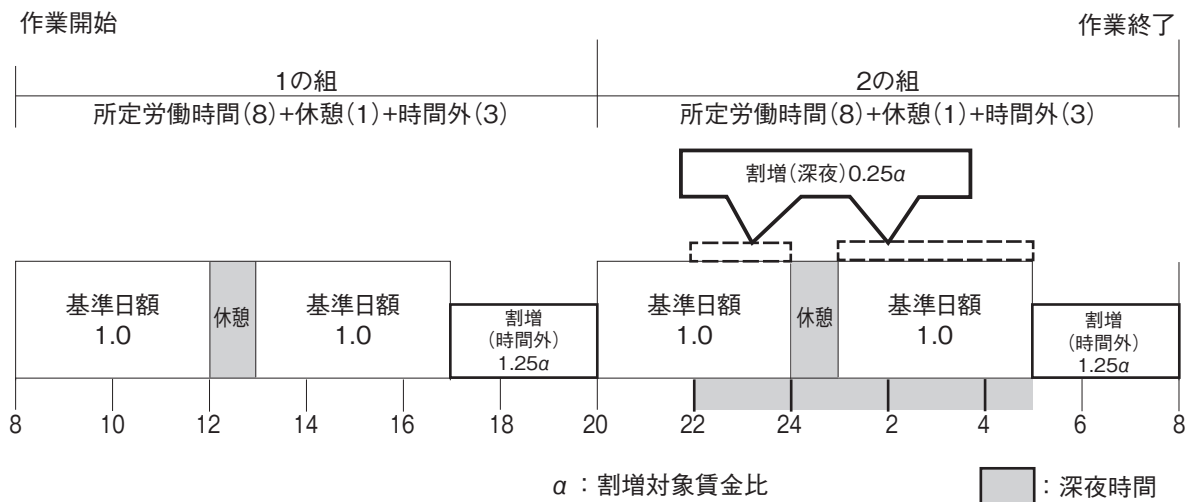 作業開始
作業終了
1の組
2の組
所定労働時間(8)+休憩(1)+時間外(3)
所定労働時間(8)+休憩(1)+時間外(3)
割増(深夜)0.25α
基準日額
1.0
休憩
基準日額
1.0
割増
(時間外)
1.25α
基準日額
1.0
休憩
基準日額
1.0
割増
(時間外)
1.25α
8 10 12 14 16 18 20 22 24 2 4 6 8
α：割増対象賃金比
：深夜時間